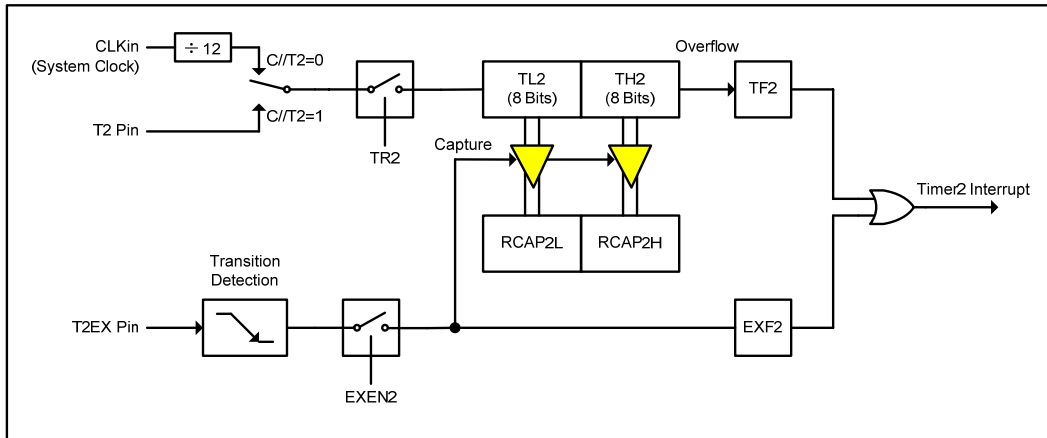 CLKin
(System Clock)
÷ 12
C//T2=0
C//T2=1
T2 Pin
TR2
TL2
(8 Bits)
TH2
(8 Bits)
Overflow
TF2
Capture
RCAP2L
RCAP2H
Timer2 Interrupt
Transition
Detection
T2EX Pin
EXEN2
EXF2